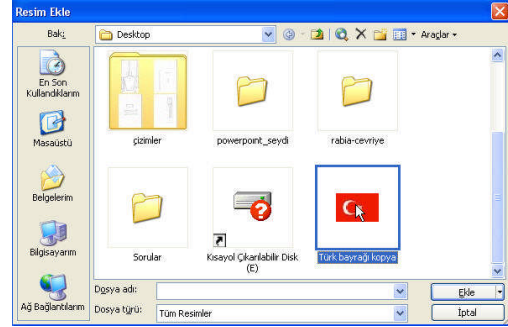 Resim Ekle
Bakı:
Desktop
Araçlar
En Son
Kullandıklarım
Masaüstü
Belgelerim
Bilgisayarım
Ağ Bağlantılarım
çizimler
powerpoint_seydi
rabia-cevriye
Sorular
Kısayol Çıkarılabilir Disk
(E)
Türk bayrağı kopya
Dosya adı:
Dosya türü:
Tüm Resimler
Ekle
İptal